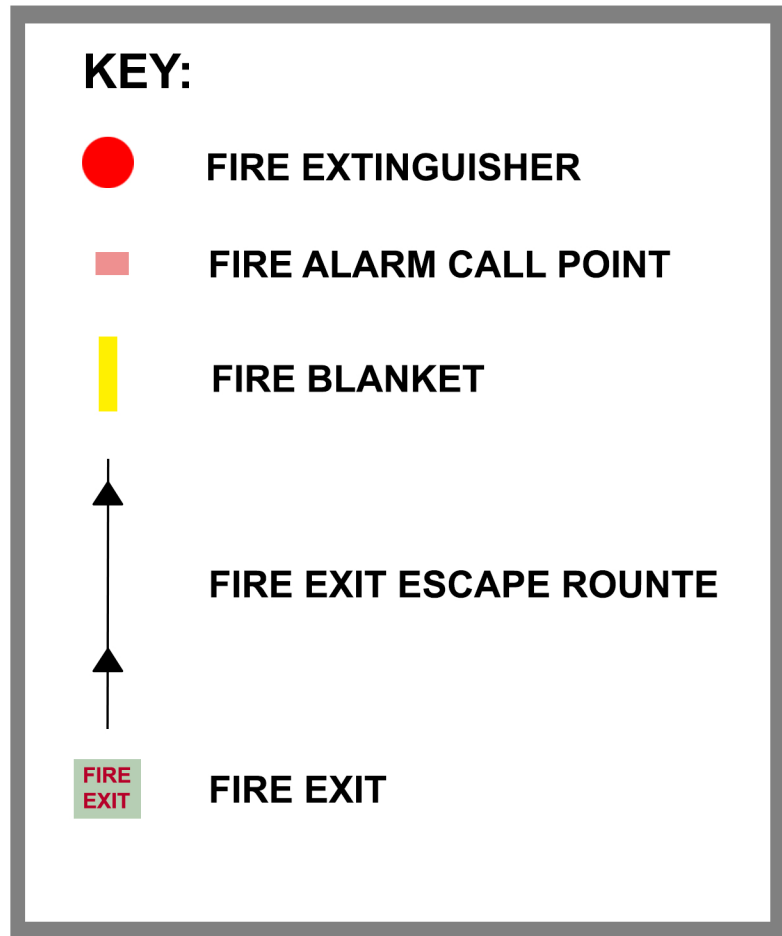 KEY:
FIRE EXTINGUISHER
FIRE ALARM CALL POINT
FIRE BLANKET
FIRE EXIT ESCAPE ROUNTE
FIRE
EXIT
FIRE EXIT